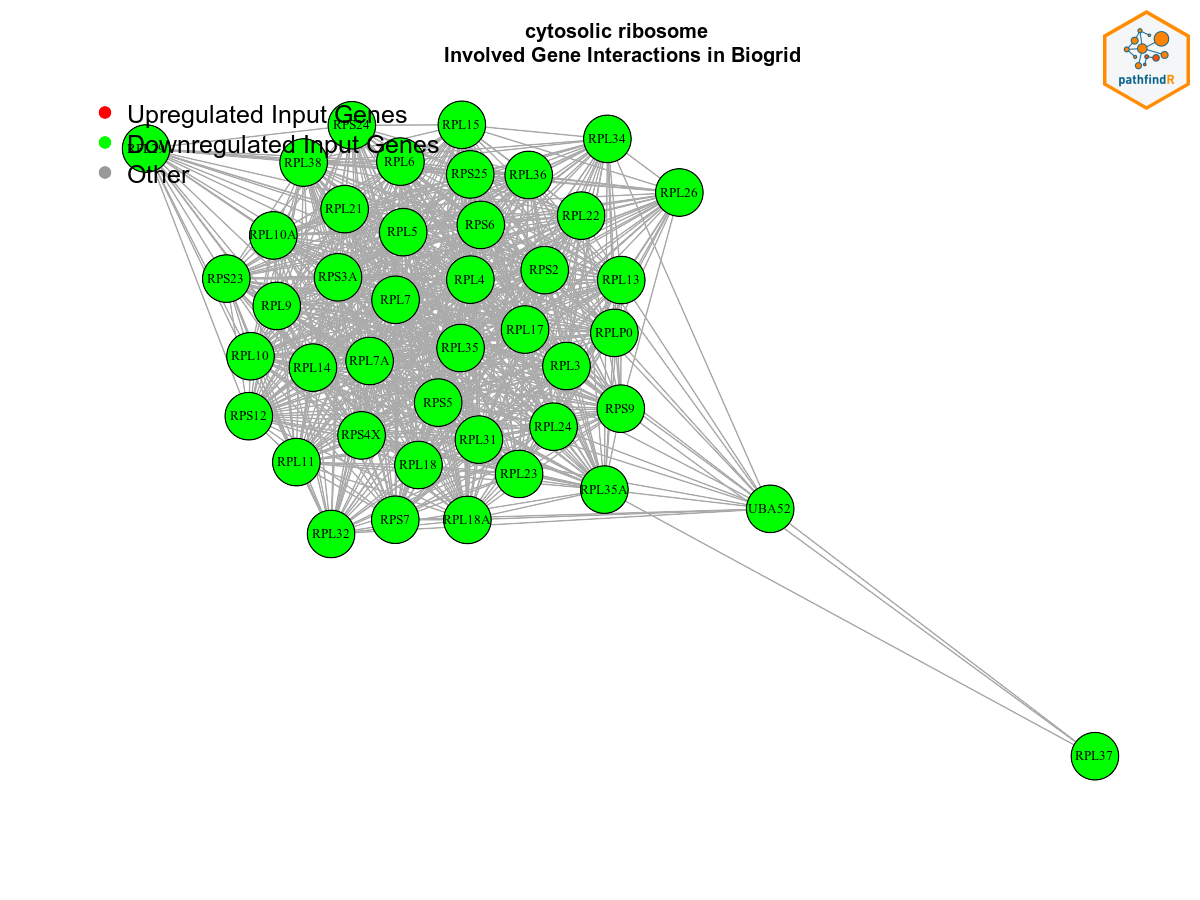 cytosolic ribosome
Involved Gene Interactions in Biogrid
pathfindR
Upregulated Input Genes
Downregulated Input Genes
Other
RPS24
RPL15
RPL34
RPL38
RPL6
RPS25
RPL36
RPL26
RPL21
RPL22
RPL10A
RPL5
RPS6
RPS23
RPS3A
RPL4
RPS2
RPL13
RPL9
RPL7
RPL17
RPLP0
RPL10
RPL14
RPL7A
RPL35
RPL3
RPS12
RPS5
RPS9
RPS4X
RPL31
RPL24
RPL11
RPL18
RPL23
RPL35A
RPL32
RPS7
RPL18A
UBA52
RPL37